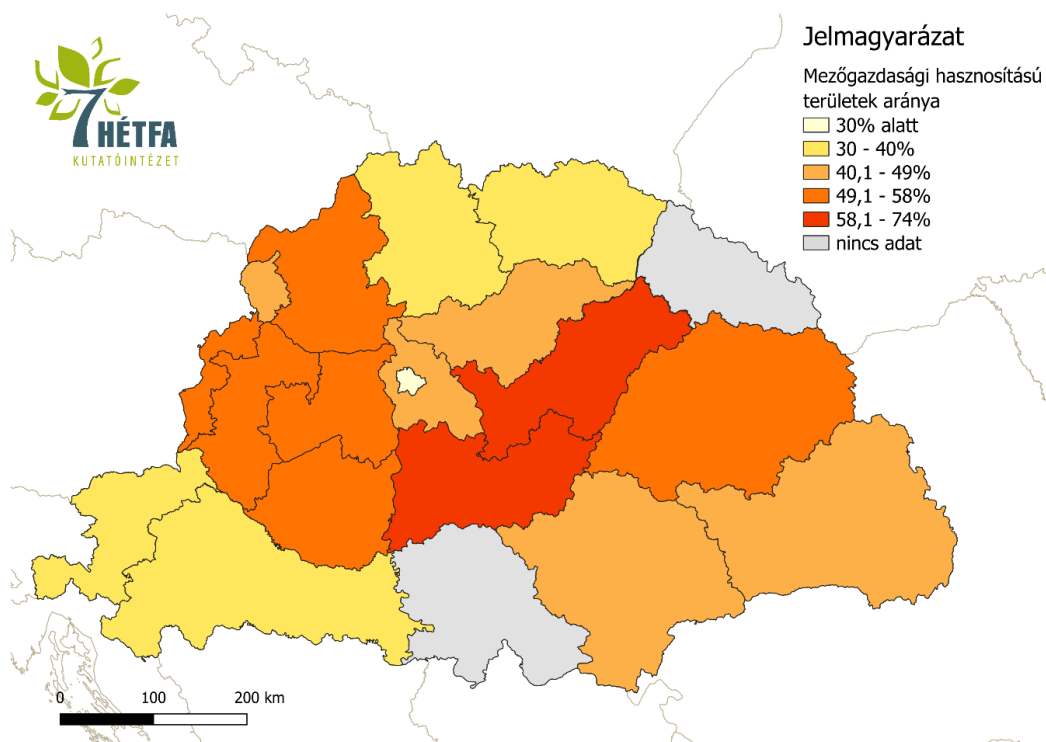 7 HÉTFA
KUTATÓINTÉZET
Jelmagyarázat
Mezőgazdasági hasznosítású
területek aránya
30% alatt
30 - 40%
40,1 - 49%
49,1 - 58%
58,1 - 74%
nincs adat
0 100 200 km